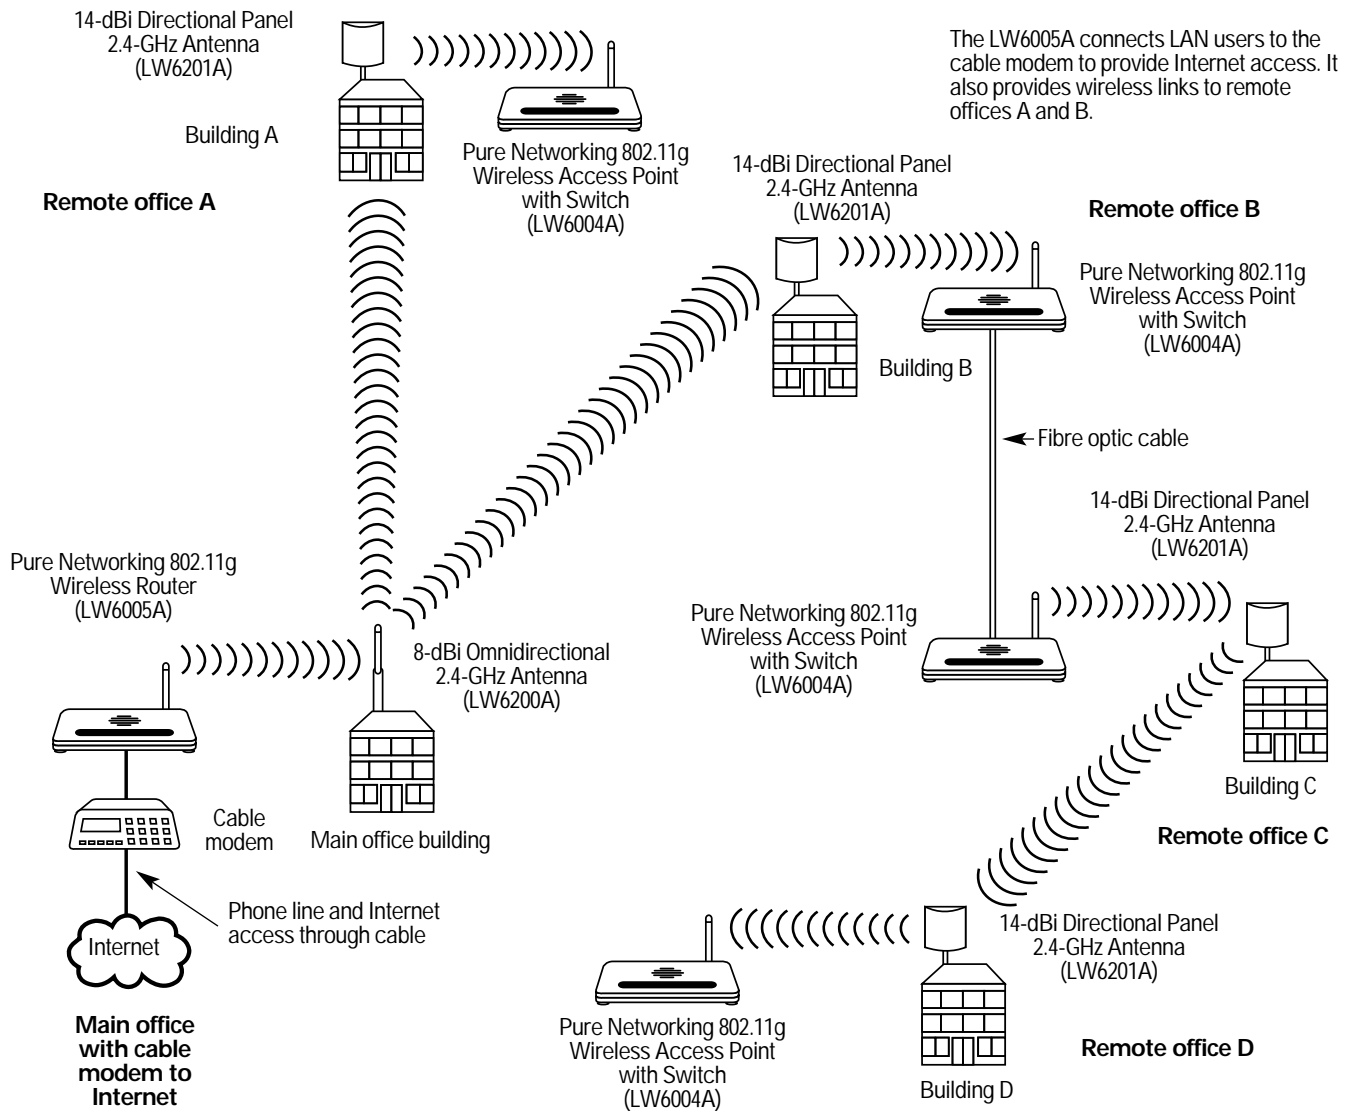 14-dBi Directional Panel
2.4-GHz Antenna
(LW6201A)
Building A
Remote office A
Pure Networking 802.11g
Wireless Access Point
with Switch
(LW6004A)
The LW6005A connects LAN users to the
cable modem to provide Internet access. It
also provides wireless links to remote
offices A and B.
14-dBi Directional Panel
2.4-GHz Antenna
(LW6201A)
Remote office B
Pure Networking 802.11g
Wireless Access Point
with Switch
(LW6004A)
Building B
Fibre optic cable
14-dBi Directional Panel
2.4-GHz Antenna
(LW6201A)
Pure Networking 802.11g
Wireless Router
(LW6005A)
8-dBi Omnidirectional
2.4-GHz Antenna
(LW6200A)
Pure Networking 802.11g
Wireless Access Point
with Switch
(LW6004A)
Building C
Remote office C
Cable
modem
Main office building
Phone line and Internet
access through cable
Internet
Main office
with cable
modem to
Internet
14-dBi Directional Panel
2.4-GHz Antenna
(LW6201A)
Pure Networking 802.11g
Wireless Access Point
with Switch
(LW6004A)
Building D
Remote office D